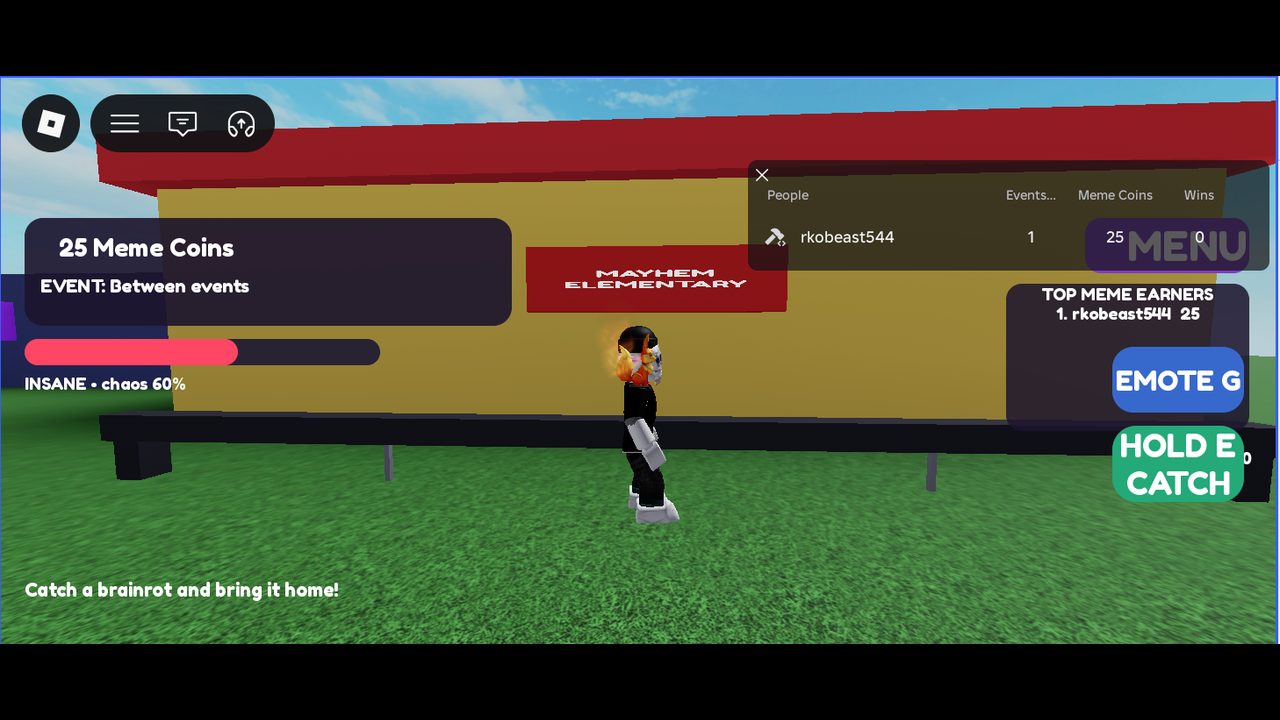 People Events... Meme Coins Wins
rkobeast544 1 25 0
MENU
25 Meme Coins
EVENT: Between events
MAYHEM
ELEMENTARY
TOP MEME EARNERS
1. rkobeast544 25
INSANE • chaos 60%
EMOTE G
HOLD E
CATCH
0
Catch a brainrot and bring it home!